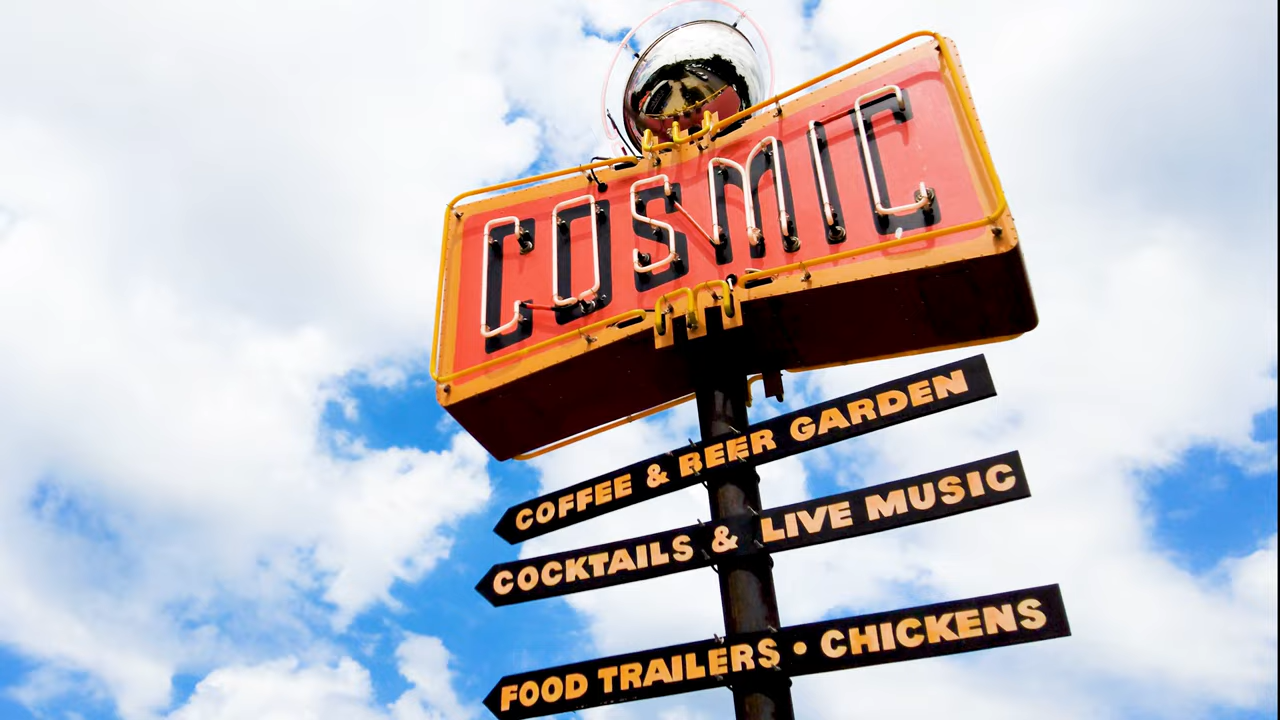 COSMIC
COFFEE & BEER GARDEN
COCKTAILS & LIVE MUSIC
FOOD TRAILERS • CHICKENS